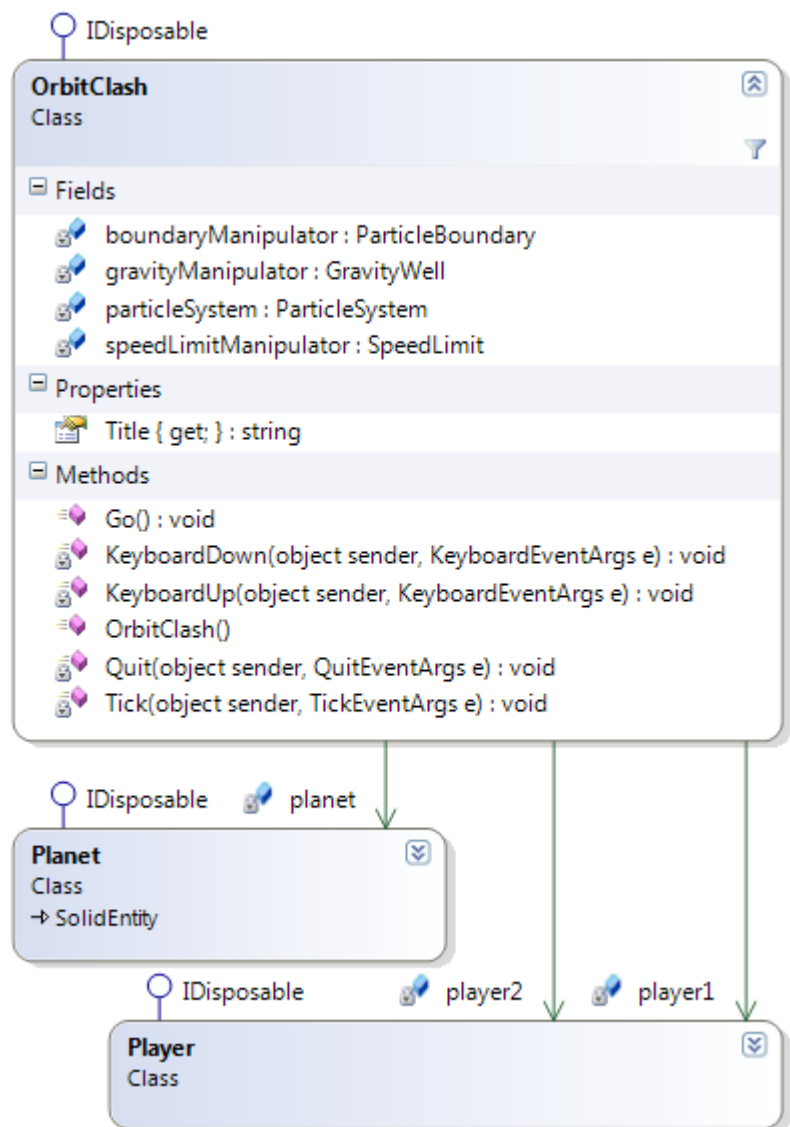 IDisposable
OrbitClash
Class
Fields
boundaryManipulator : ParticleBoundary
gravityManipulator : GravityWell
particleSystem : ParticleSystem
speedLimitManipulator : SpeedLimit
Properties
Title { get; } : string
Methods
Go() : void
KeyboardDown(object sender, KeyboardEventArgs e) : void
KeyboardUp(object sender, KeyboardEventArgs e) : void
OrbitClash()
Quit(object sender, QuitEventArgs e) : void
Tick(object sender, TickEventArgs e) : void
IDisposable planet
Planet
Class
SolidEntity
IDisposable player2 player1
Player
Class